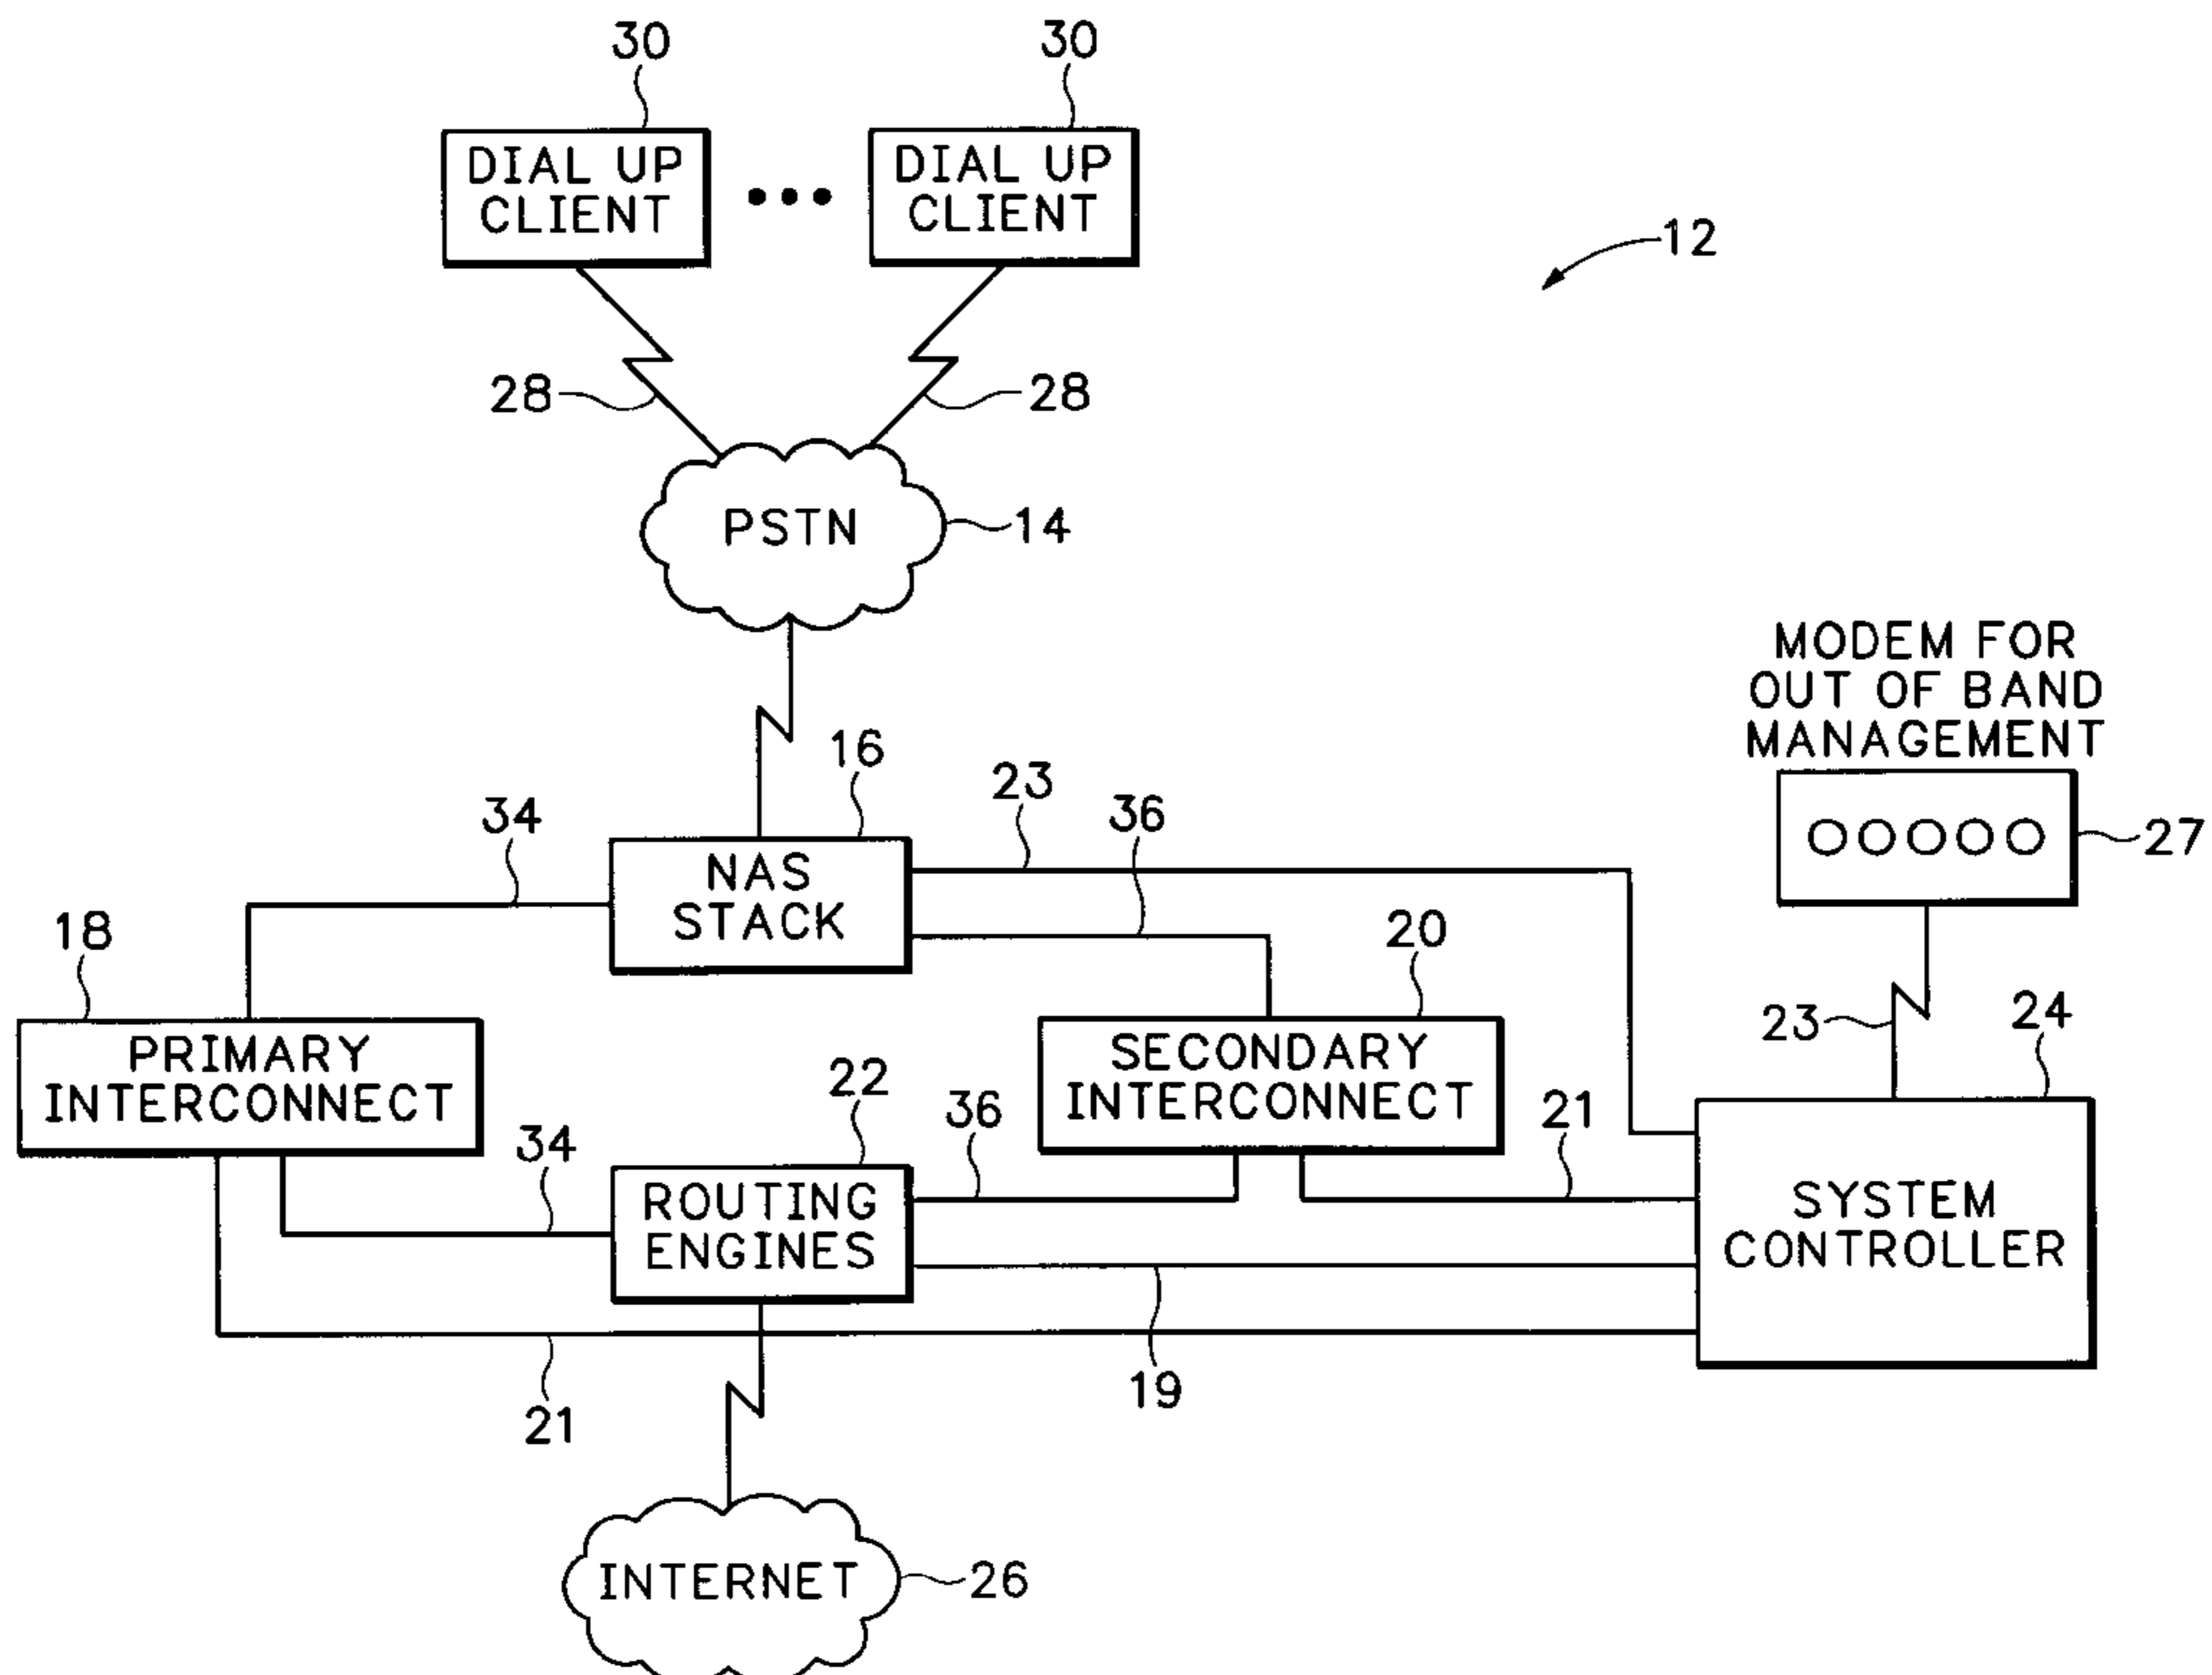 30
30
DIAL UP
CLIENT
DIAL UP
CLIENT
12
28
28
PSTN
14
MODEM FOR
OUT OF BAND
MANAGEMENT
16
23
34
36
27
NAS
STACK
18
20
23
24
PRIMARY
INTERCONNECT
SECONDARY
INTERCONNECT
22
36
21
34
ROUTING
ENGINES
SYSTEM
CONTROLLER
19
21
INTERNET
26